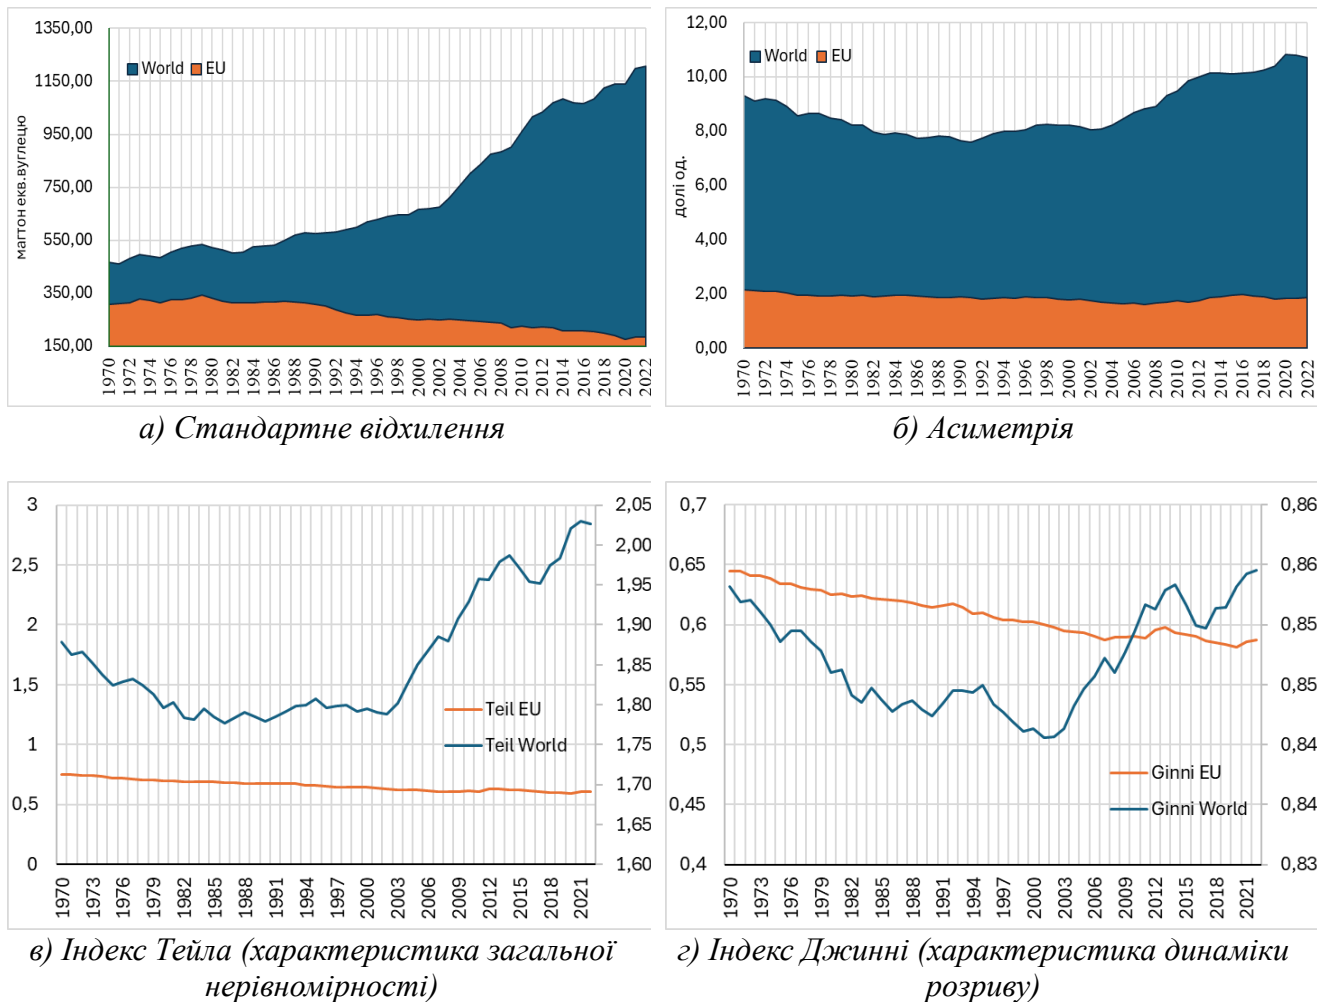 1350,00
1150,00
950,00
750,00
550,00
350,00
150,00
магтон екв.вуглецю
World EU
1970 1972 1974 1976 1978 1980 1982 1984 1986 1988 1990 1992 1994 1996 1998 2000 2002 2004 2006 2008 2010 2012 2014 2016 2018 2020 2022
а) Стандартне відхилення
12,00
10,00
8,00
6,00
4,00
2,00
0,00
долі од.
World EU
1970 1972 1974 1976 1978 1980 1982 1984 1986 1988 1990 1992 1994 1996 1998 2000 2002 2004 2006 2008 2010 2012 2014 2016 2018 2020 2022
б) Асиметрія
3
2,5
2
1,5
1
0,5
0
2,05
2,00
1,95
1,90
1,85
1,80
1,75
1,70
1,65
1,60
Teil EU
Teil World
1970 1973 1976 1979 1982 1985 1988 1991 1994 1997 2000 2003 2006 2009 2012 2015 2018 2021
в) Індекс Тейла (характеристика загальної
нерівномірності)
0,7
0,65
0,6
0,55
0,5
0,45
0,4
0,86
0,86
0,85
0,85
0,84
0,84
0,83
Ginni EU
Ginni World
1970 1973 1976 1979 1982 1985 1988 1991 1994 1997 2000 2003 2006 2009 2012 2015 2018 2021
г) Індекс Джинні (характеристика динаміки
розриву)